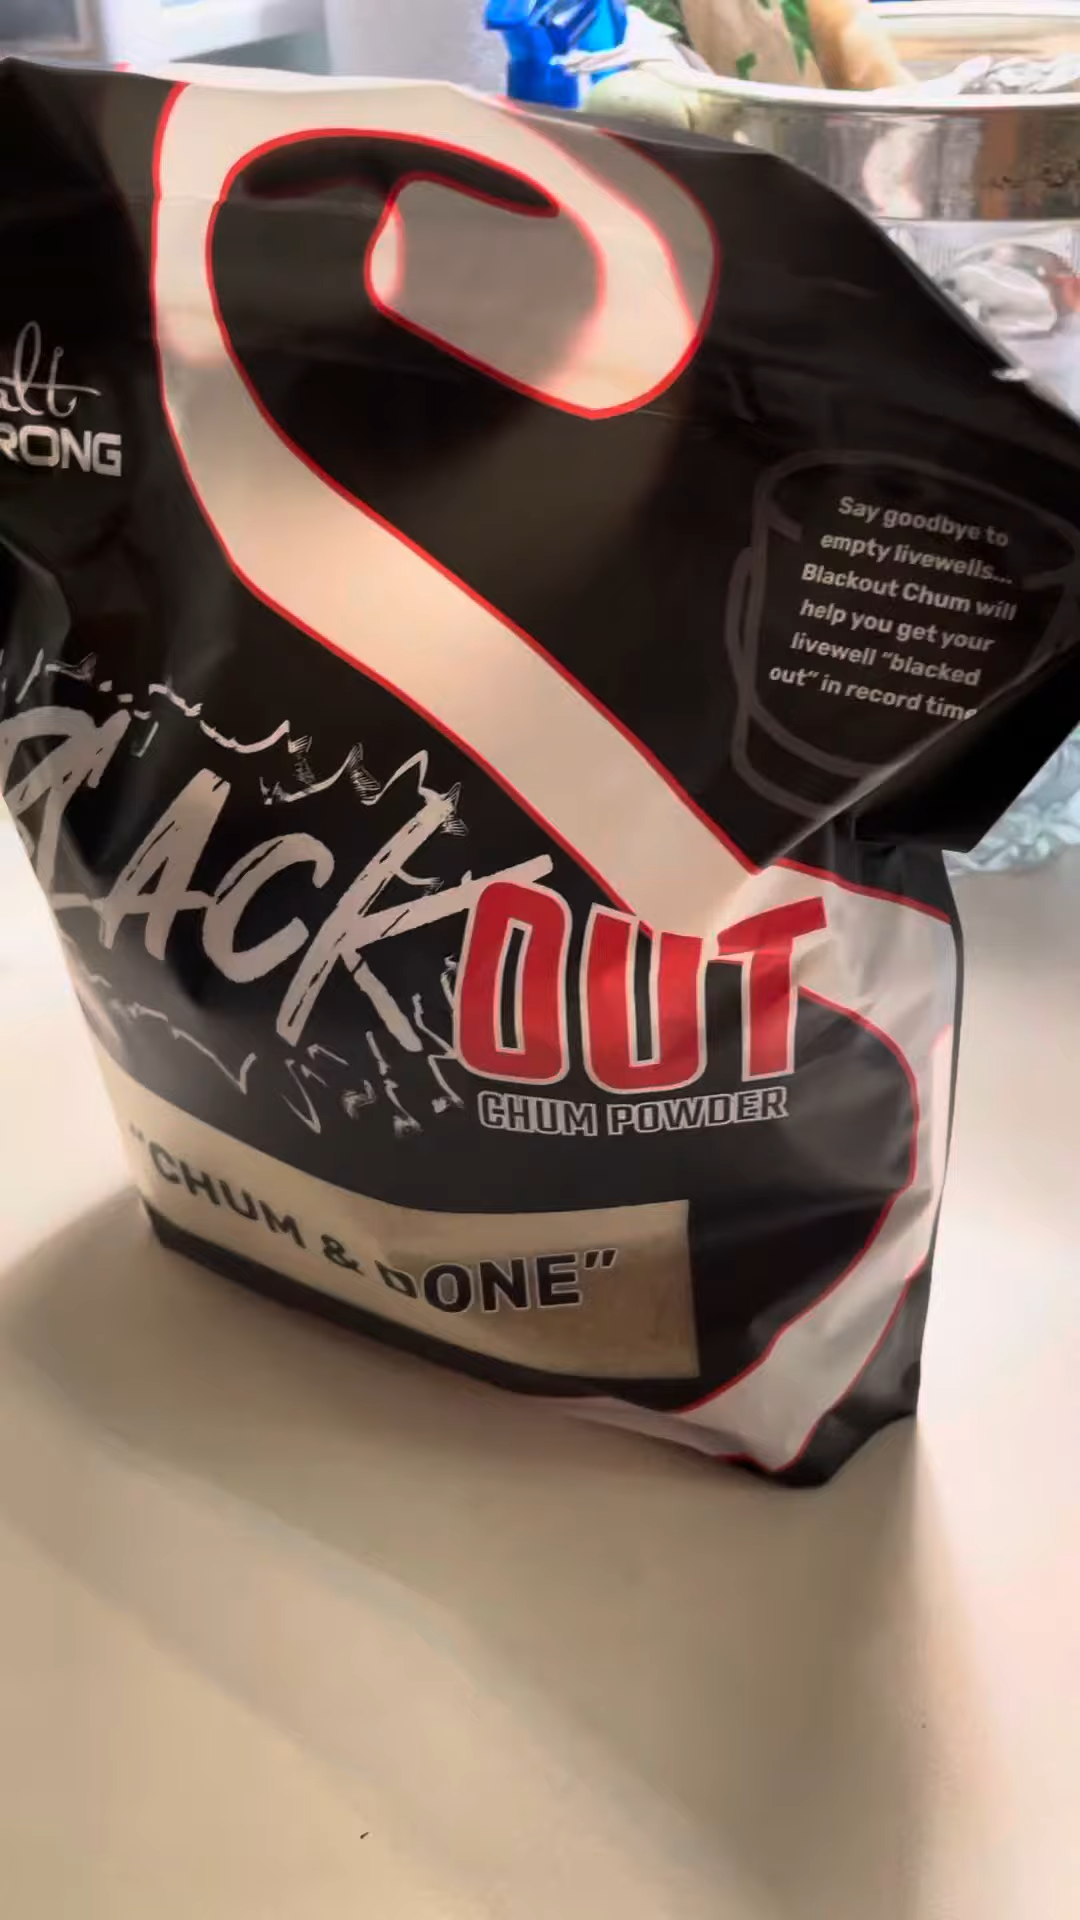 alt
RONG
Say goodbye to
empty livewells...
Blackout Chum will
help you get your
livewell "blacked
out" in record time
BLACK
OUT
CHUM POWDER
"CHUM & DONE"